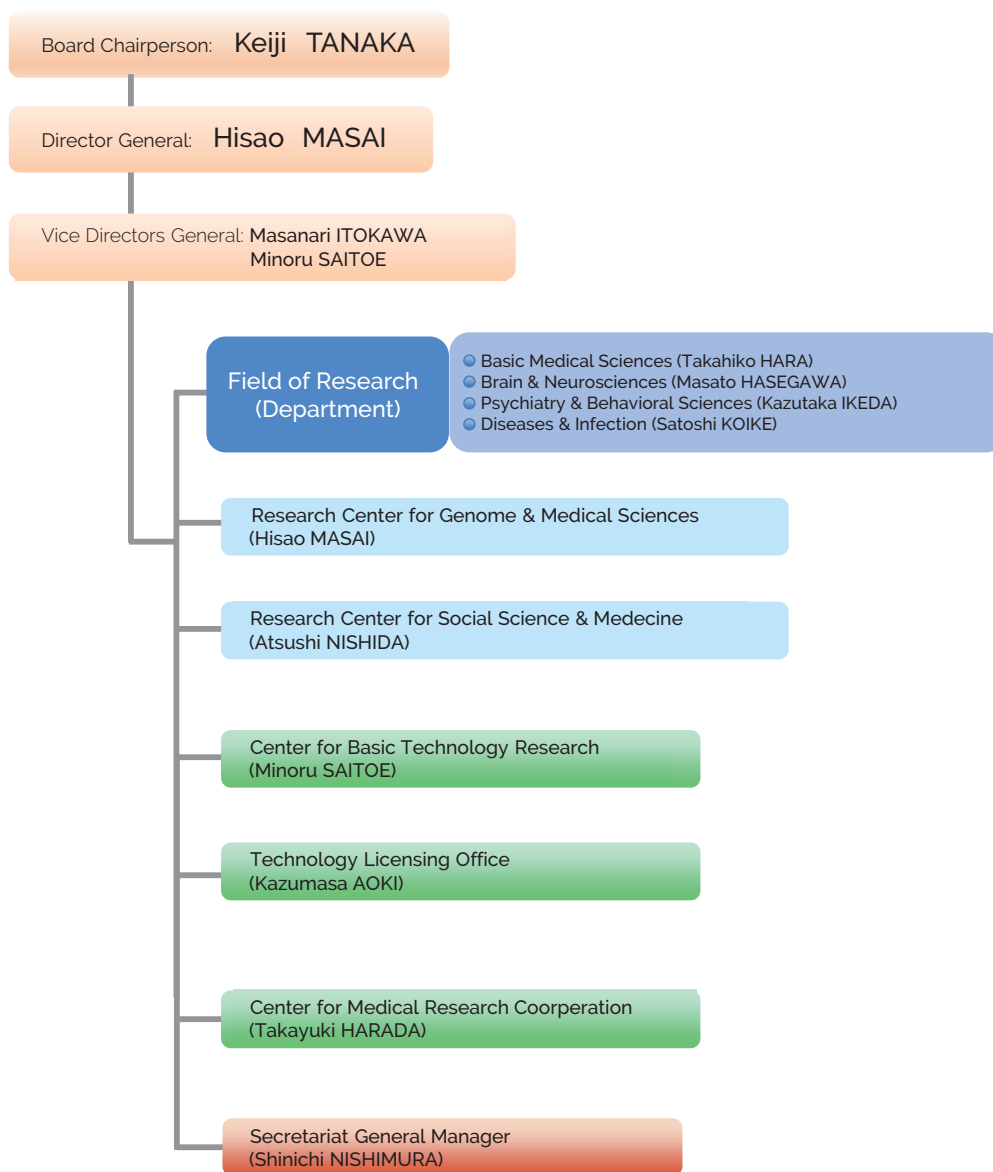 Board Chairperson: Keiji TANAKA
Director General: Hisao MASAI
Vice Directors General: Masanari ITOKAWA
Minoru SAITOE
Field of Research
(Department)
Basic Medical Sciences (Takahiko HARA)
Brain & Neurosciences (Masato HASEGAWA)
Psychiatry & Behavioral Sciences (Kazutaka IKEDA)
Diseases & Infection (Satoshi KOIKE)
Research Center for Genome & Medical Sciences
(Hisao MASAI)
Research Center for Social Science & Medecine
(Atsushi NISHIDA)
Center for Basic Technology Research
(Minoru SAITOE)
Technology Licensing Office
(Kazumasa AOKI)
Center for Medical Research Coorperation
(Takayuki HARADA)
Secretariat General Manager
(Shinichi NISHIMURA)